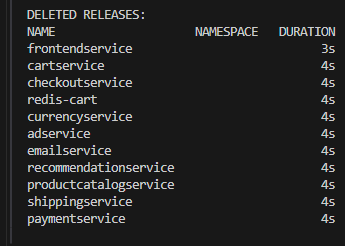 DELETED RELEASES:
NAME NAMESPACE DURATION
frontendservice 3s
cartservice 4s
checkoutservice 4s
redis-cart 4s
currencyservice 4s
adservice 4s
emailservice 4s
recommendationservice 4s
productcatalogservice 4s
shippingservice 4s
paymentservice 4s